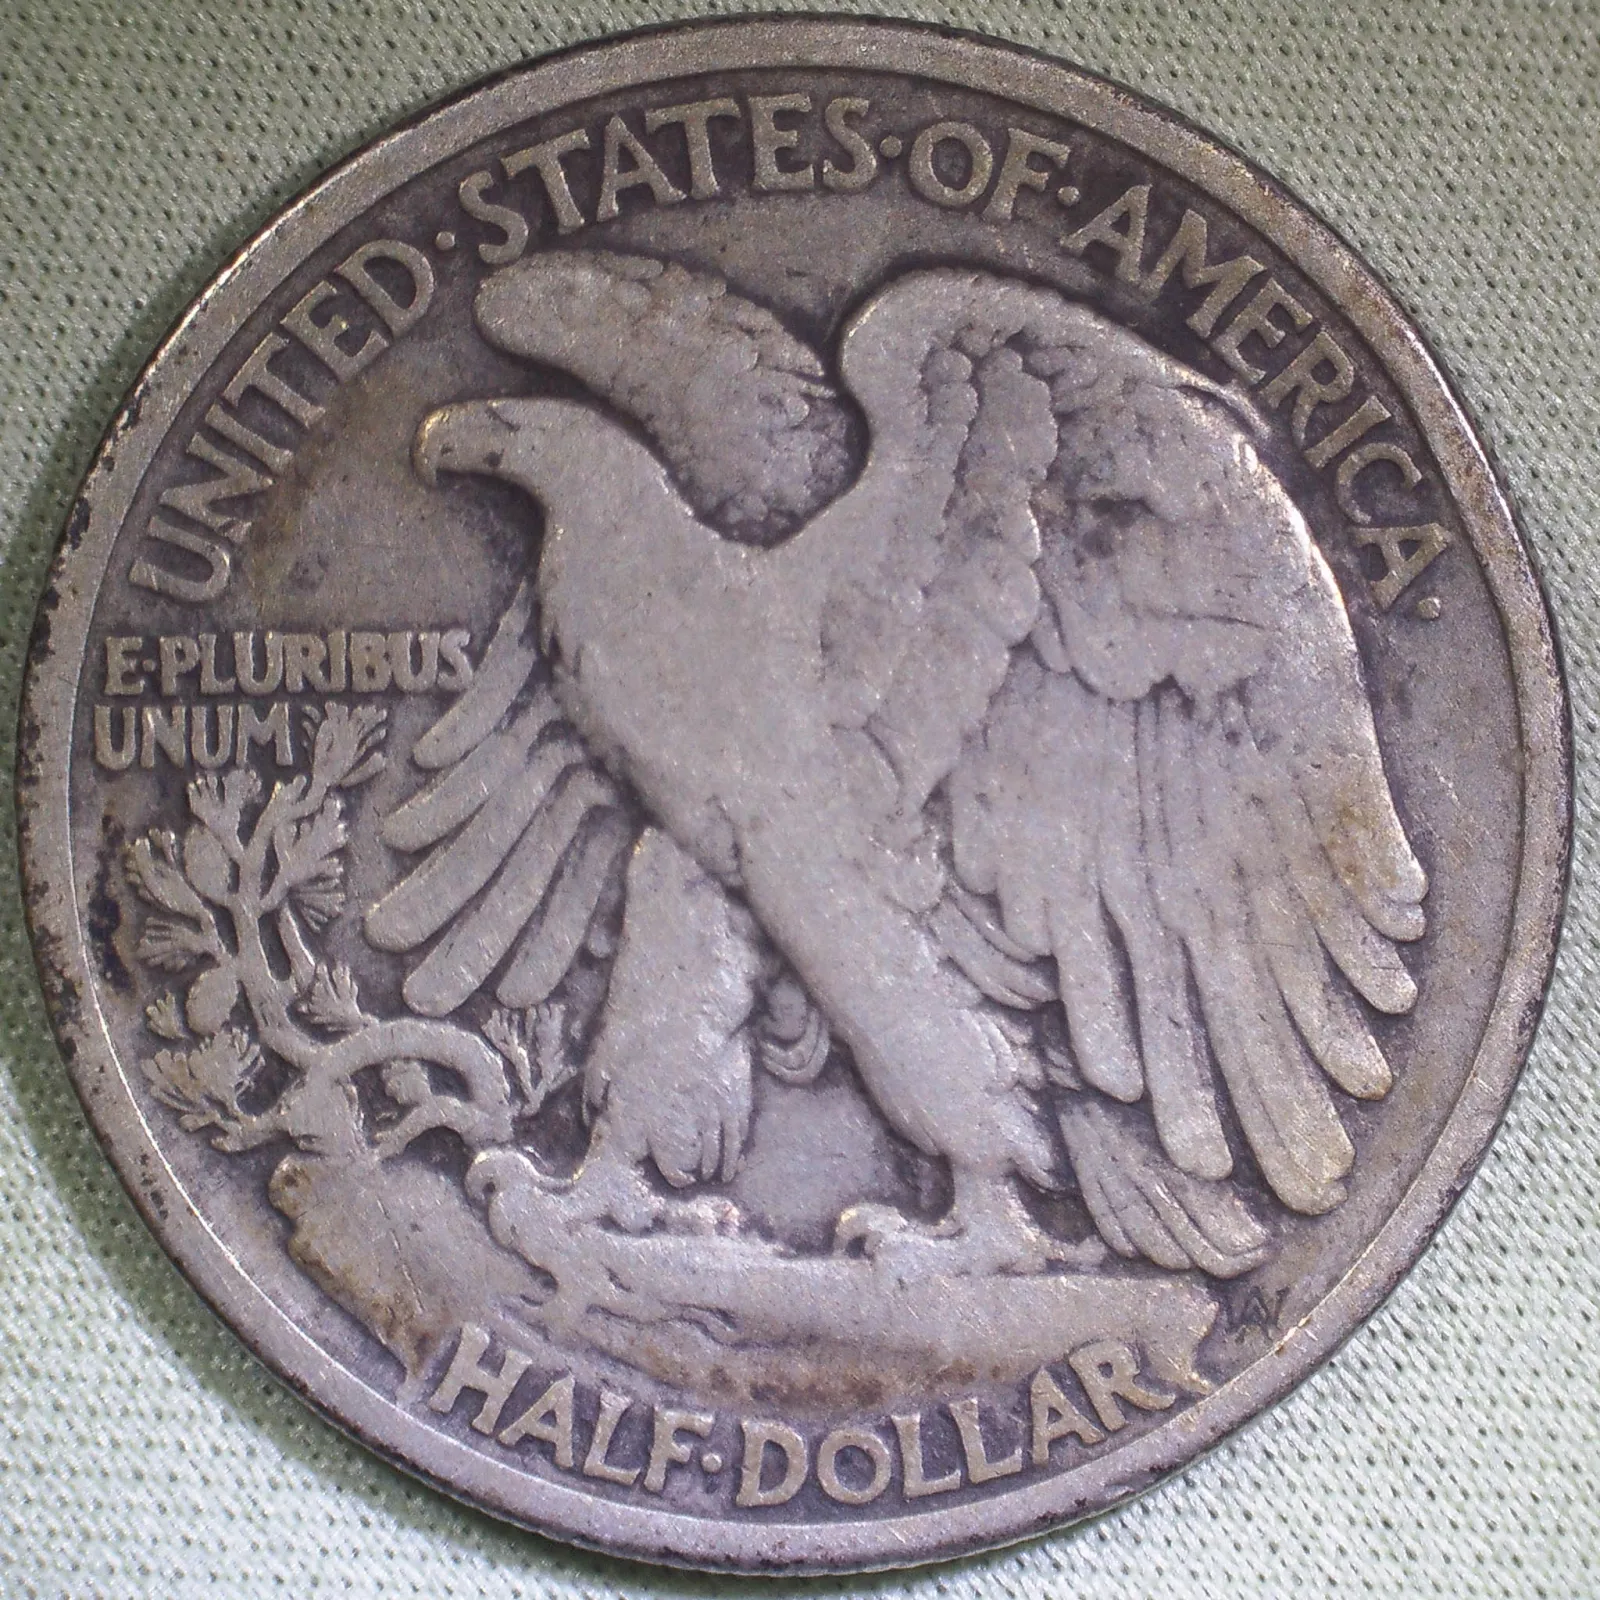 UNITED·STATES·OF·AMERICA·
E·PLURIBUS
UNUM
AW
HALF·DOLLAR